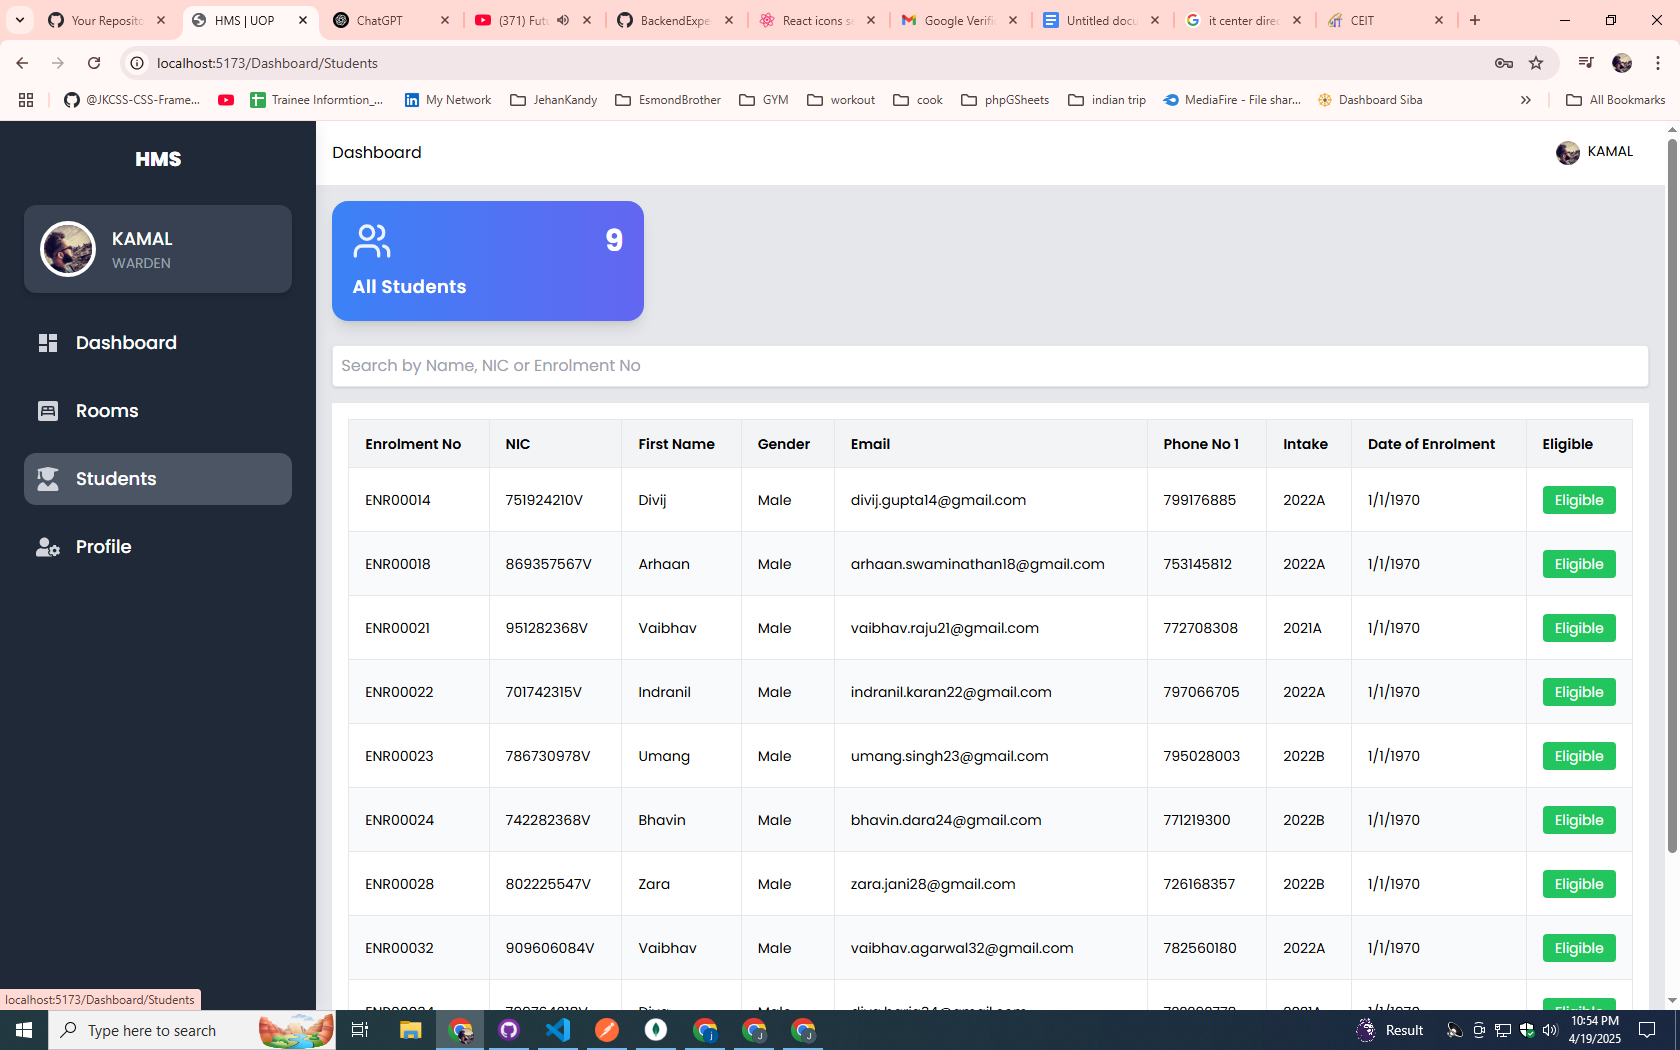 Your Reposito
HMS | UOP
ChatGPT
(371) Futu
BackendExpe
React icons se
Google Verific
Untitled docu
it center direc
CEIT
localhost:5173/Dashboard/Students
@JKCSS-CSS-Frame...
Trainee Informtion_...
My Network
JehanKandy
EsmondBrother
GYM
workout
cook
phpGSheets
indian trip
MediaFire - File shar...
Dashboard Siba
All Bookmarks
HMS
KAMAL
WARDEN
Dashboard
Rooms
Students
Profile
Dashboard
KAMAL
9
All Students
Search by Name, NIC or Enrolment No
Enrolment No NIC First Name Gender Email Phone No 1 Intake Date of Enrolment Eligible
ENR00014 751924210V Divij Male divij.gupta14@gmail.com 799176885 2022A 1/1/1970 Eligible
ENR00018 869357567V Arhaan Male arhaan.swaminathan18@gmail.com 753145812 2022A 1/1/1970 Eligible
ENR00021 951282368V Vaibhav Male vaibhav.raju21@gmail.com 772708308 2021A 1/1/1970 Eligible
ENR00022 701742315V Indranil Male indranil.karan22@gmail.com 797066705 2022A 1/1/1970 Eligible
ENR00023 786730978V Umang Male umang.singh23@gmail.com 795028003 2022B 1/1/1970 Eligible
ENR00024 742282368V Bhavin Male bhavin.dara24@gmail.com 771219300 2022B 1/1/1970 Eligible
ENR00028 802225547V Zara Male zara.jani28@gmail.com 726168357 2022B 1/1/1970 Eligible
ENR00032 909606084V Vaibhav Male vaibhav.agarwal32@gmail.com 782560180 2022A 1/1/1970 Eligible
Male 1/1/1970 Eligible
localhost:5173/Dashboard/Students
Type here to search
Result
10:54 PM
4/19/2025